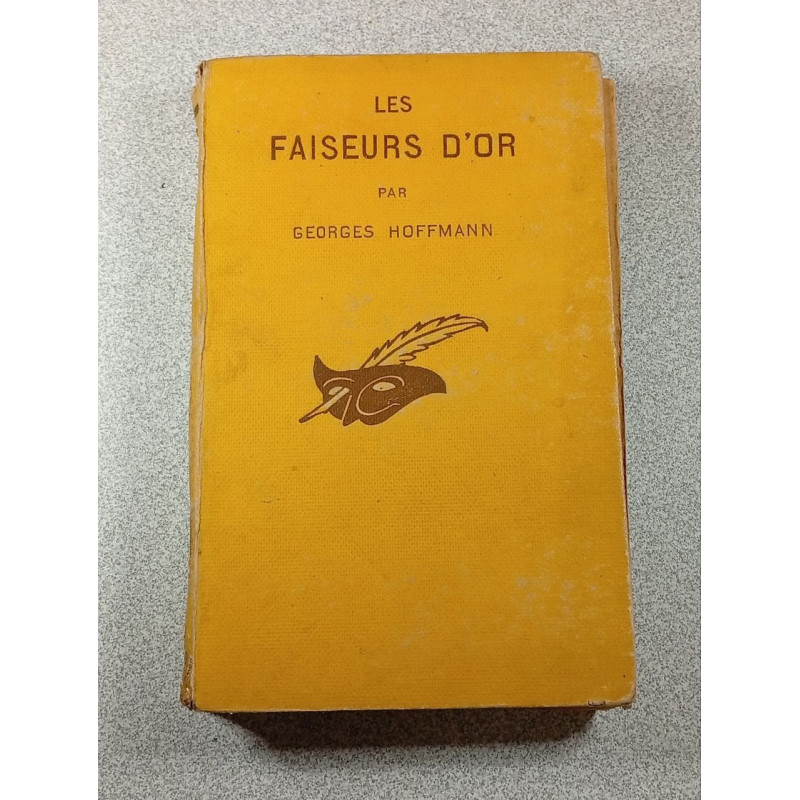 LES
FAISEURS D'OR
PAR
GEORGES HOFFMANN